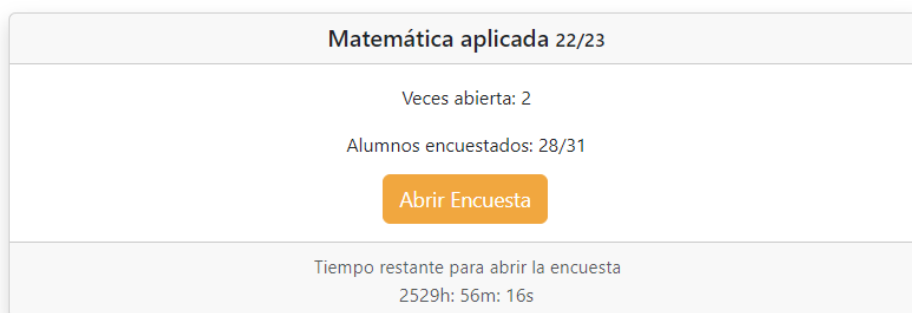 Matemática aplicada 22/23
Veces abierta: 2
Alumnos encuestados: 28/31
Abrir Encuesta
Tiempo restante para abrir la encuesta
2529h: 56m: 16s